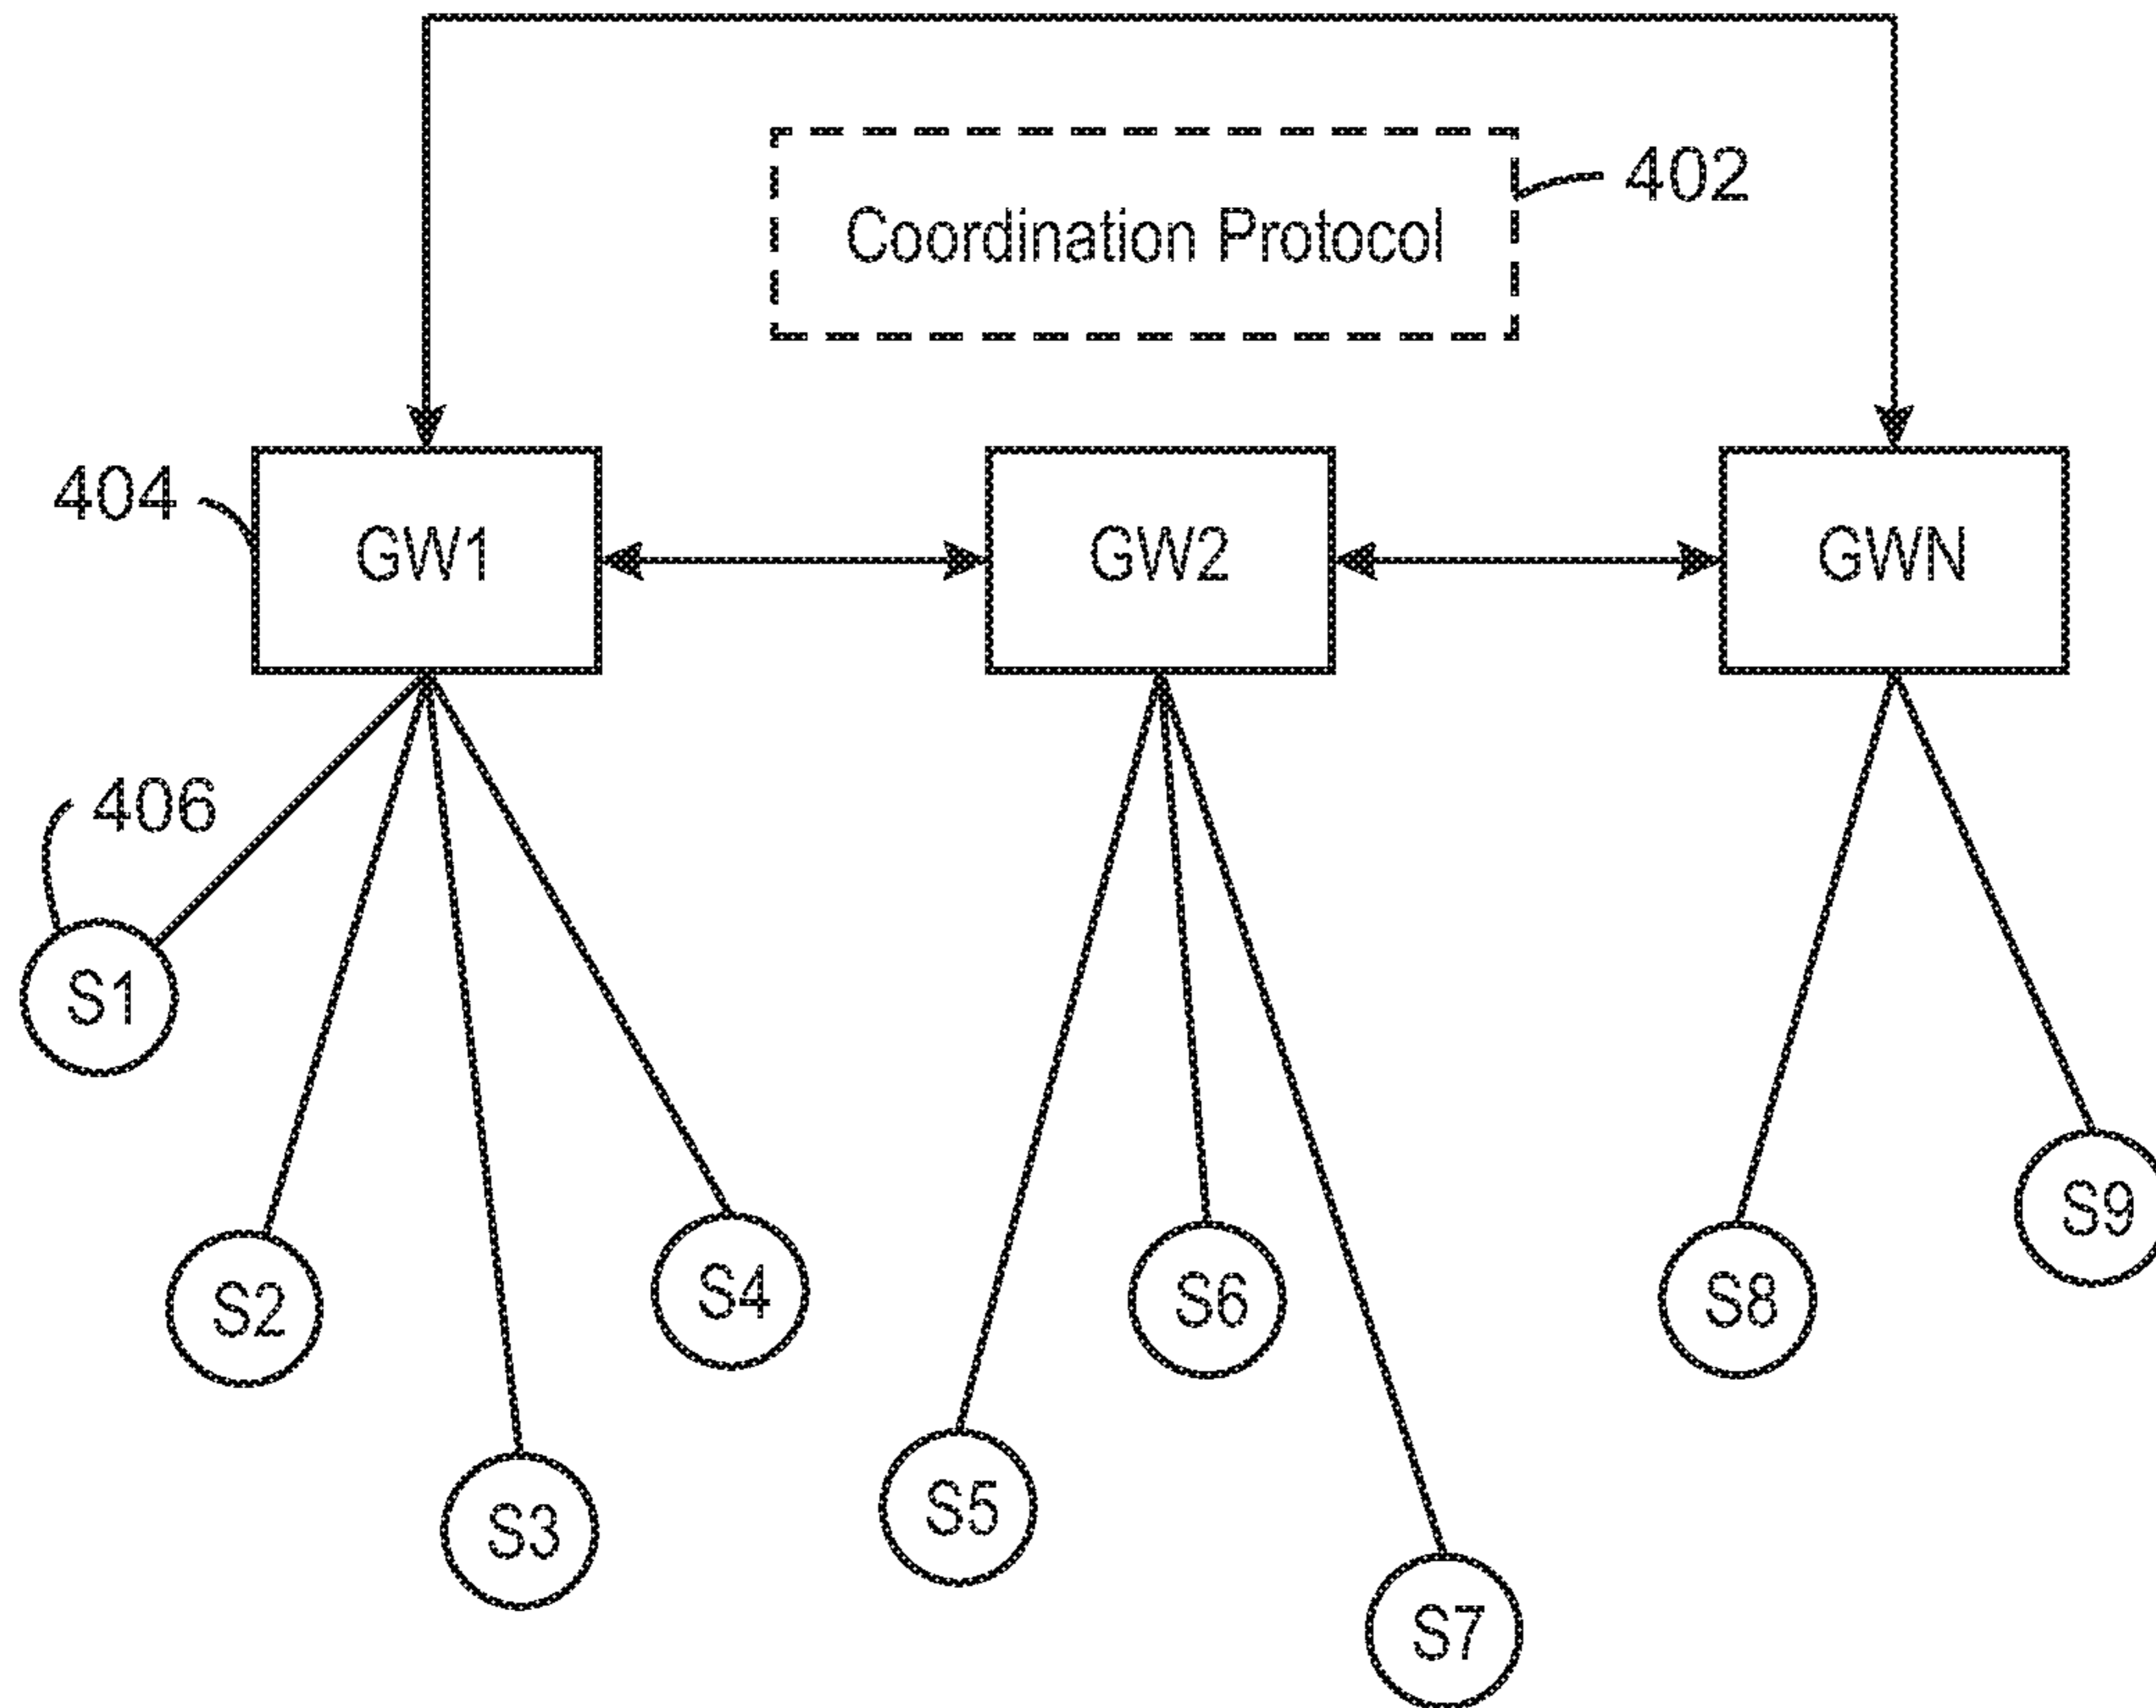 402
Coordination Protocol
404
GW1
GW2
GWN
406
S1
S2
S3
S4
S5
S6
S7
S8
S9